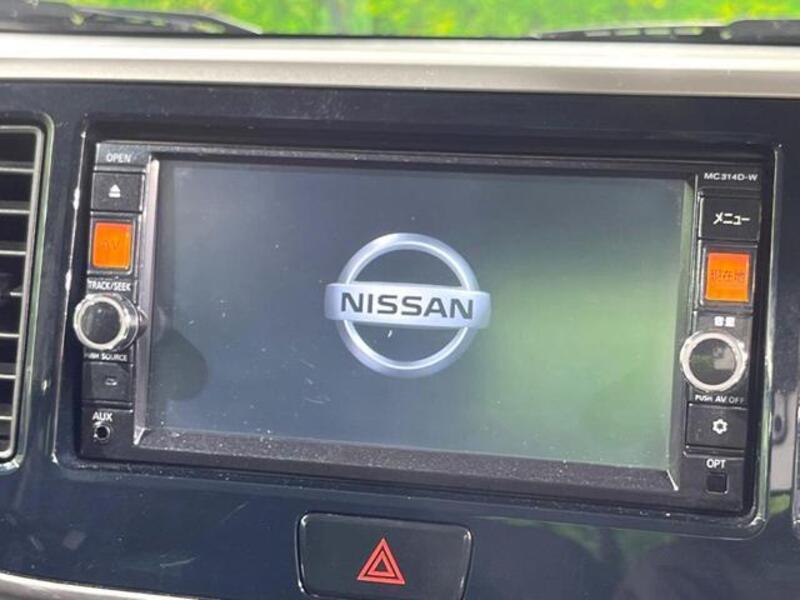 OPEN
MC314D-W
メニュー
AV
現在地
TRACK/SEEK
音量
NISSAN
PUSH SOURCE
PUSH AV OFF
AUX
OPT